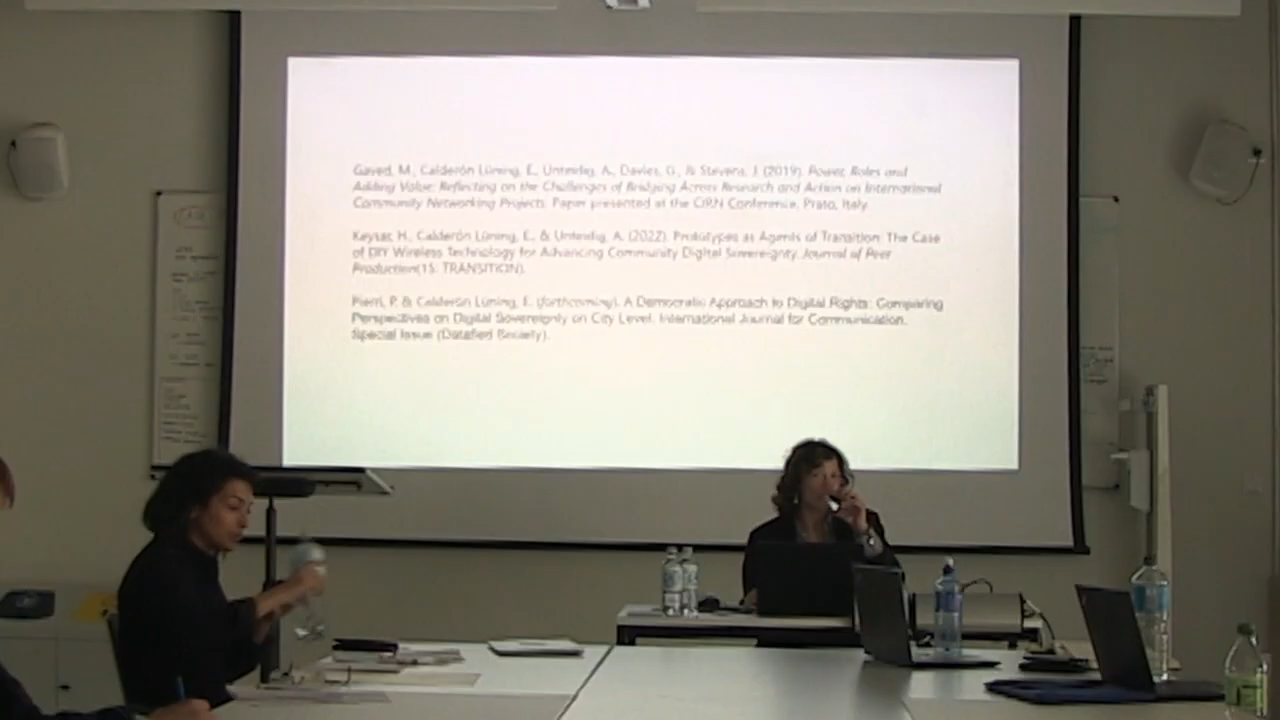 Gaved, M., Calderón Lüning, E., Unteidig, A., Davies, G., & Stevens, J. (2019). Power, Roles and
Adding Value: Reflecting on the Challenges of Bridging Across Research and Action on International
Community Networking Projects. Paper presented at the CIRN Conference, Prato, Italy.
Keysar, H., Calderón Lüning, E., & Unteidig, A. (2022). Prototypes as Agents of Transition: The Case
of DIY Wireless Technology for Advancing Community Digital Sovereignty. Journal of Peer
Production(15: TRANSITION).
Pierri, P. & Calderón Lüning, E. (forthcoming). A Democratic Approach to Digital Rights: Comparing
Perspectives on Digital Sovereignty on City Level. International Journal for Communication.
Special Issue (Datafied Society).